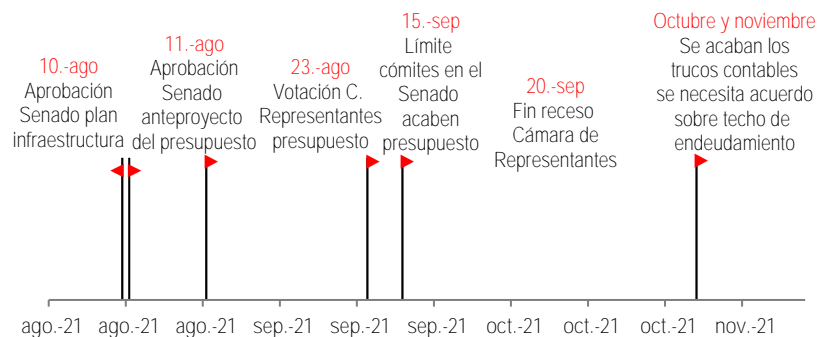 10.-ago
Aprobación
Senado plan
infraestructura
11.-ago
Aprobación
Senado
anteproyecto
del presupuesto
23.-ago
Votación C.
Representantes
presupuesto
15.-sep
Límite
cómites en el
Senado
acaben
presupuesto
20.-sep
Fin receso
Cámara de
Representantes
Octubre y noviembre
Se acaban los
trucos contables
se necesita acuerdo
sobre techo de
endeudamiento
ago.-21 ago.-21 ago.-21 sep.-21 sep.-21 sep.-21 oct.-21 oct.-21 oct.-21 nov.-21